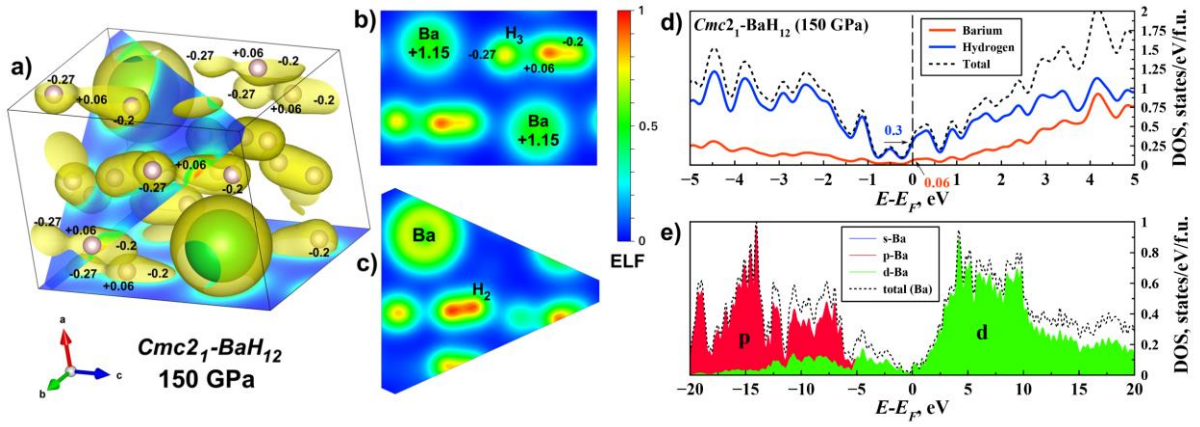 a)
-0.27
+0.06
-0.2
-0.27
+0.06
-0.2
-0.27
+0.06
-0.2
+0.06
-0.27
-0.2
-0.27
+0.06
-0.2
-0.27
+0.06
-0.2
-0.2
a
b
c
Cmc2₁-BaH₁₂
150 GPa
b)
Ba
+1.15
H₃
-0.27
+0.06
-0.2
Ba
+1.15
c)
Ba
H₂
1
0.5
0
ELF
d)
Cmc2₁-BaH₁₂ (150 GPa)
Barium
Hydrogen
Total
0.3
0.06
2
1.75
1.5
1.25
1
0.75
0.5
0.25
0
DOS, states/eV/f.u.
−5 −4 −3 −2 −1 0 1 2 3 4 5
E-E_F, eV
e)
s-Ba
p-Ba
d-Ba
total (Ba)
p
d
1
0.8
0.6
0.4
0.2
0
DOS, states/eV/f.u.
−20 −15 −10 −5 0 5 10 15 20
E-E_F, eV